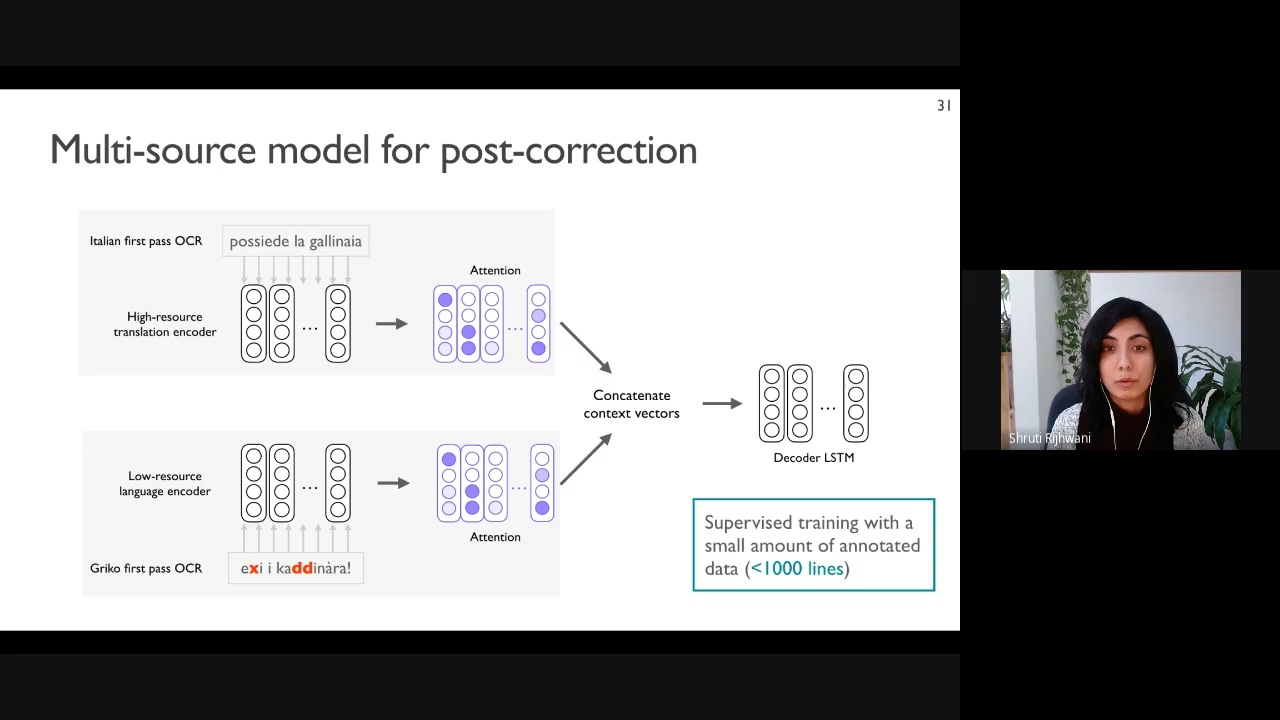 31
Multi-source model for post-correction
Italian first pass OCR
possiede la gallinaia
Attention
High-resource
translation encoder
...
...
Concatenate
context vectors
...
Decoder LSTM
Low-resource
language encoder
...
...
Attention
Griko first pass OCR
exi i kaddinàra!
Supervised training with a
small amount of annotated
data (<1000 lines)
Shruti Rijhwani